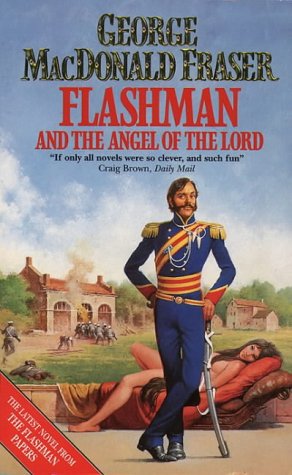 GEORGE
MACDONALD FRASER
FLASHMAN
AND THE ANGEL OF THE LORD
"If only all novels were so clever, and such fun"
Craig Brown, Daily Mail
THE LATEST NOVEL FROM
THE FLASHMAN
PAPERS